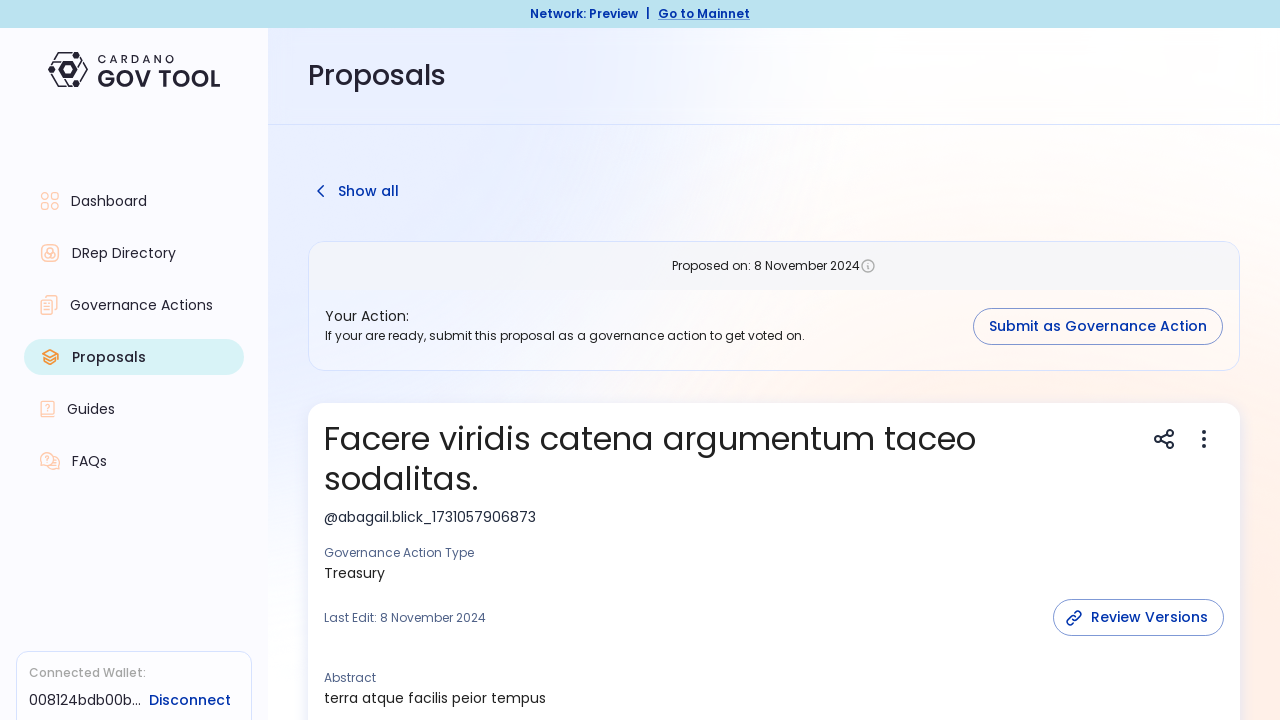 Network: Preview | Go to Mainnet
CARDANO
GOV TOOL
Proposals
Dashboard
DRep Directory
Governance Actions
Proposals
Guides
FAQs
Connected Wallet:
008124bdb00b... Disconnect
Show all
Proposed on: 8 November 2024
Your Action:
If you are ready, submit this proposal as a governance action to get voted on.
Submit as Governance Action
Facere viridis catena argumentum taceo
sodalitas.
@abagail.blick_1731057906873
Governance Action Type
Treasury
Last Edit: 8 November 2024
Review Versions
Abstract
terra atque facilis peior tempus